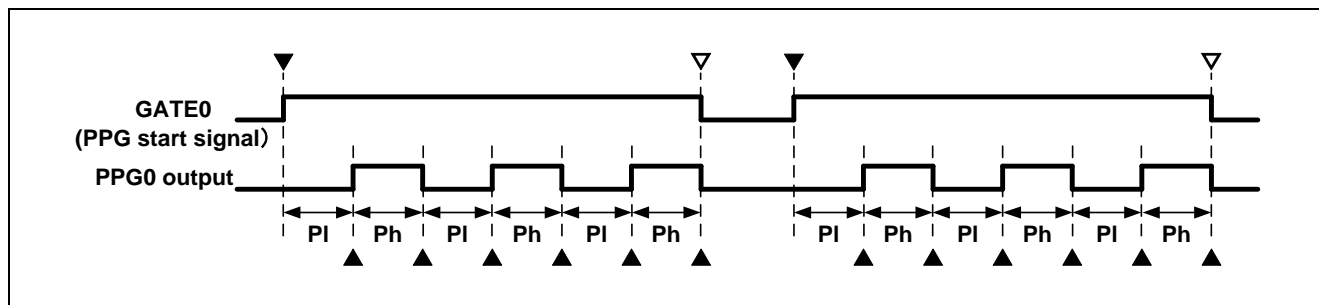 GATE0
(PPG start signal）
PPG0 output
Pl Ph Pl Ph Pl Ph Pl Ph Pl Ph Pl Ph